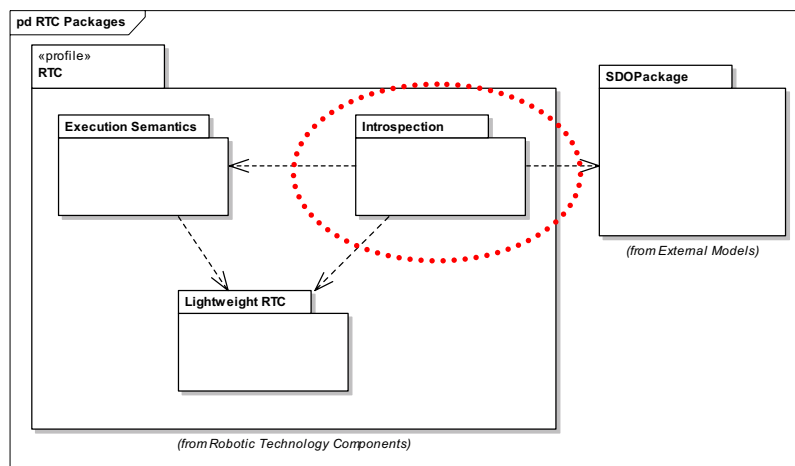 pd RTC Packages
«profile»
RTC
SDOPackage
Execution Semantics
Introspection
(from External Models)
Lightweight RTC
(from Robotic Technology Components)